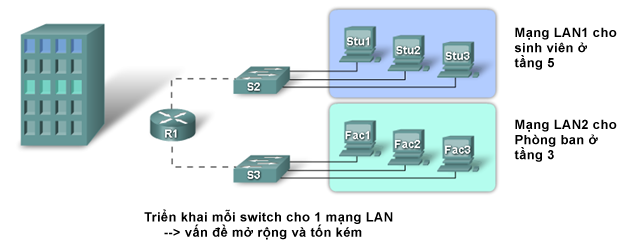 Stu1
Stu2
Stu3
S2
Mạng LAN1 cho
sinh viên ở
tầng 5
R1
Fac1
Fac2
Fac3
S3
Mạng LAN2 cho
Phòng ban ở
tầng 3
Triển khai mỗi switch cho 1 mạng LAN
--> vấn đề mở rộng và tốn kém